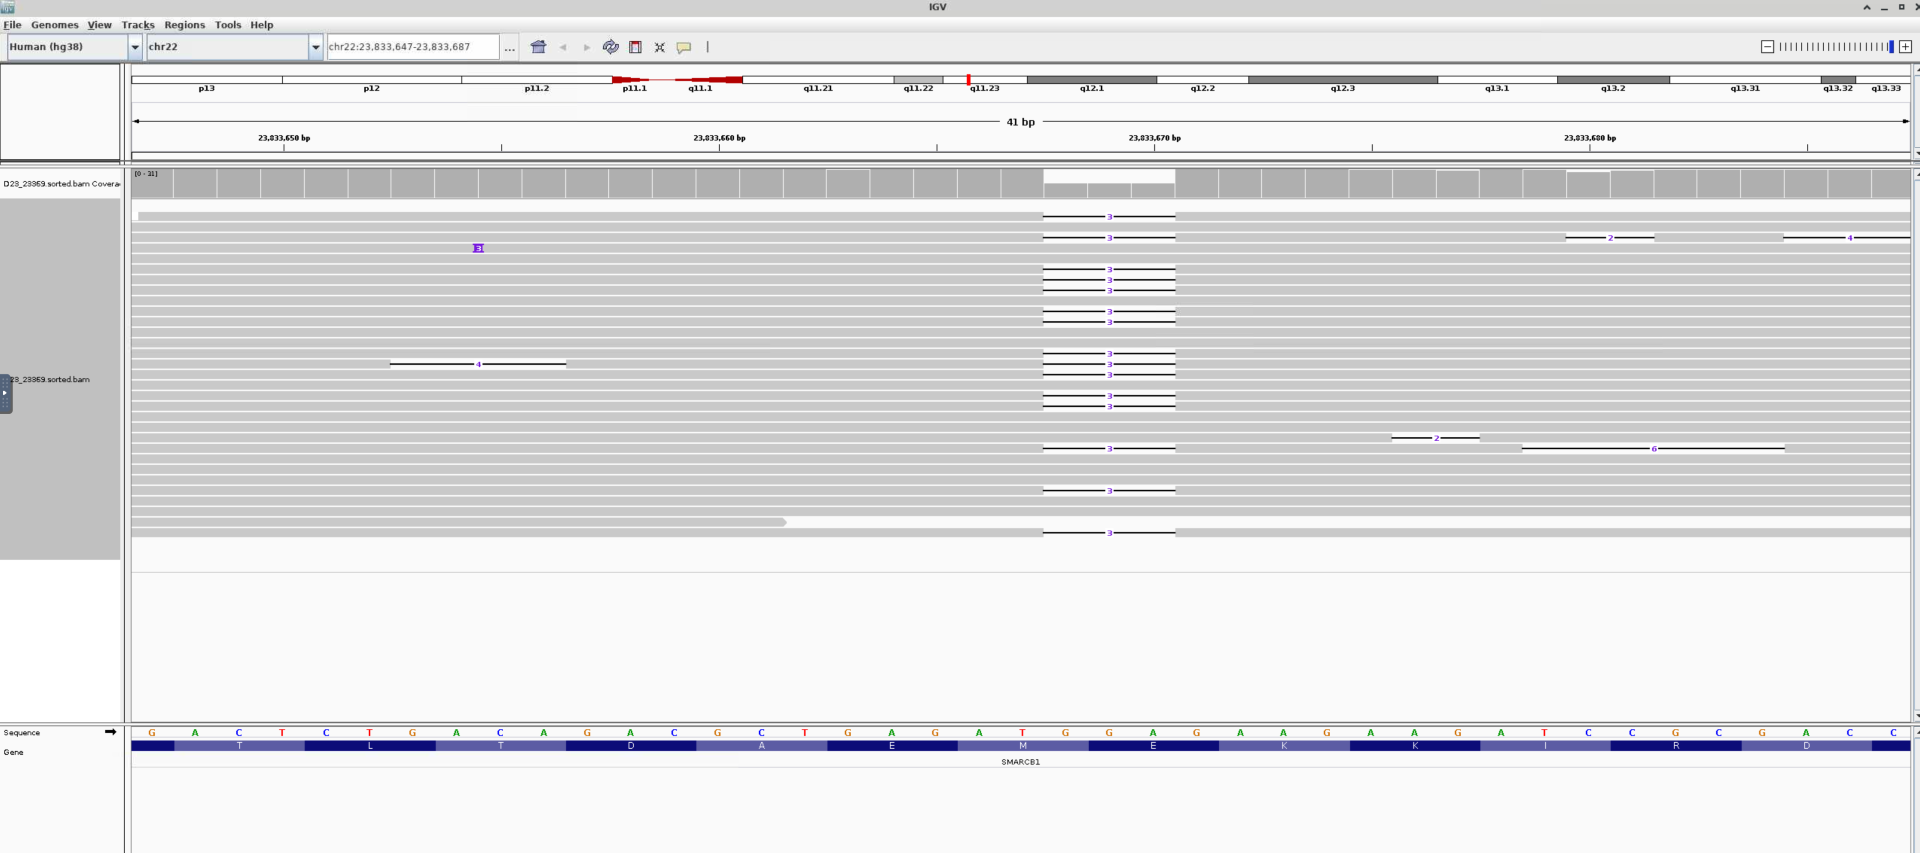 IGV
File Genomes View Tracks Regions Tools Help
Human (hg38) chr22 chr22:23,833,647-23,833,687 ...
p13 p12 p11.2 p11.1 q11.1 q11.21 q11.22 q11.23 q12.1 q12.2 q12.3 q13.1 q13.2 q13.31 q13.32 q13.33
41 bp
23,833,650 bp 23,833,660 bp 23,833,670 bp 23,833,680 bp
[0 - 31]
D23_23959.sorted.bam Covera
3
3 2 4
3
3
3
3
3
3
3
4 3
3
3
3
2
3 6
3
3
23_23959.sorted.bam
Sequence G A C T C T G A C A G A C G C T G A G A T G G A G A A G A A G A T C C G C G A C C
Gene T L T D A E M E K K I R D
SMARCB1